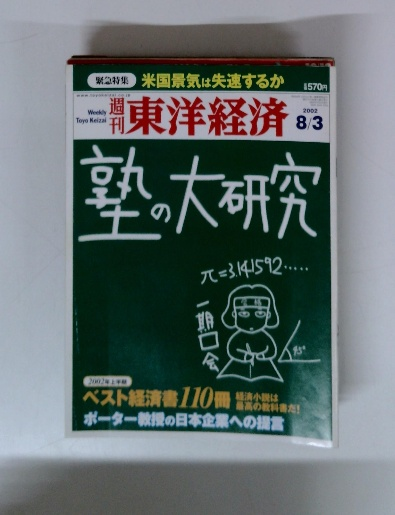 緊急特集 米国景気は失速するか
定価570円
Weekly
Toyo Keizai
週刊 東洋経済
2002
8/3
塾の大研究
π=3.141592‥‥‥
合格
一期一会
45°
2002年上半期
ベスト経済書110冊
経済小説は
最高の教科書だ!
ポーター教授の日本企業への提言